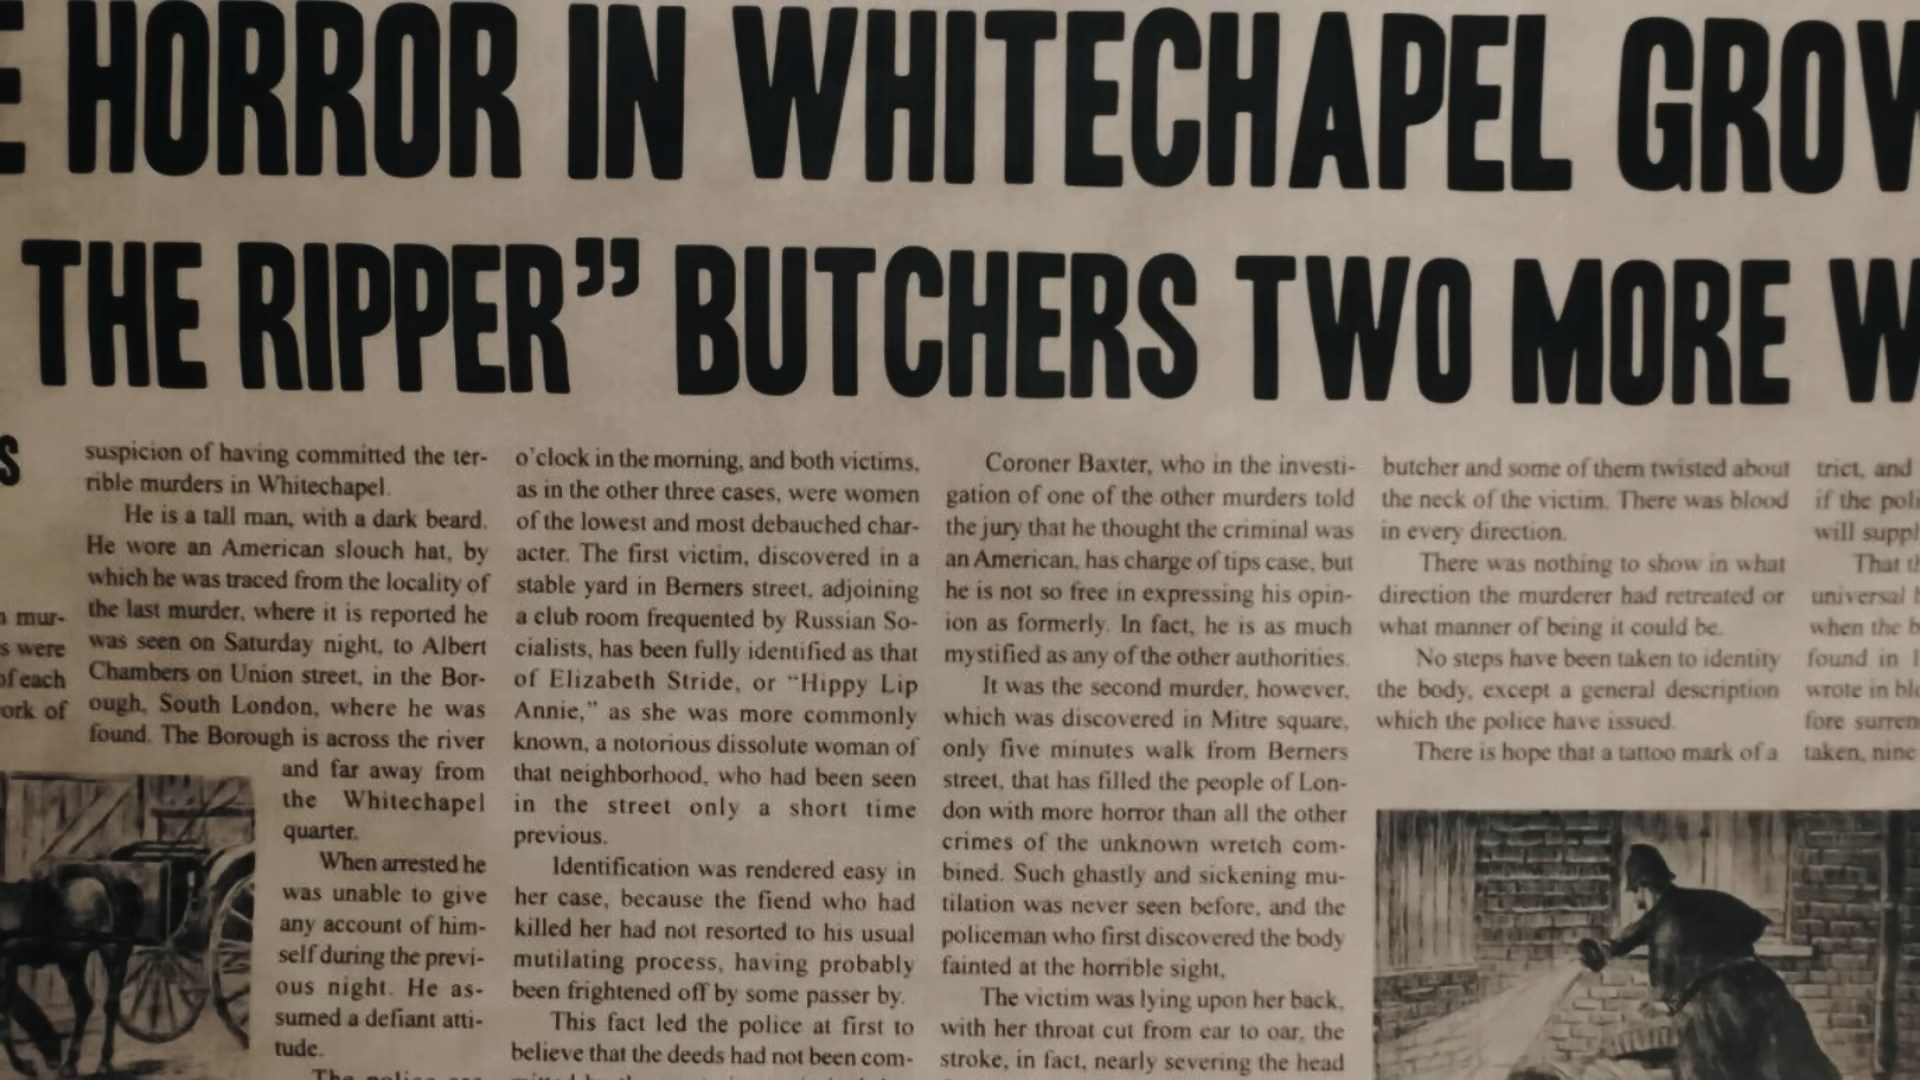 E HORROR IN WHITECHAPEL GROW
THE RIPPER” BUTCHERS TWO MORE W
S
mur-
s were
of each
ork of
suspicion of having committed the ter-
rible murders in Whitechapel.
He is a tall man, with a dark beard.
He wore an American slouch hat, by
which he was traced from the locality of
the last murder, where it is reported he
was seen on Saturday night, to Albert
Chambers on Union street, in the Bor-
ough, South London, where he was
found. The Borough is across the river
and far away from
the Whitechapel
quarter.
When arrested he
was unable to give
any account of him-
self during the previ-
ous night. He as-
sumed a defiant atti-
tude.
The police are
o'clock in the morning, and both victims,
as in the other three cases, were women
of the lowest and most debauched char-
acter. The first victim, discovered in a
stable yard in Berners street, adjoining
a club room frequented by Russian So-
cialists, has been fully identified as that
of Elizabeth Stride, or “Hippy Lip
Annie,” as she was more commonly
known, a notorious dissolute woman of
that neighborhood, who had been seen
in the street only a short time
previous.
Identification was rendered easy in
her case, because the fiend who had
killed her had not resorted to his usual
mutilating process, having probably
been frightened off by some passer by.
This fact led the police at first to
believe that the deeds had not been com-
Coroner Baxter, who in the investi-
gation of one of the other murders told
the jury that he thought the criminal was
an American, has charge of tips case, but
he is not so free in expressing his opin-
ion as formerly. In fact, he is as much
mystified as any of the other authorities.
It was the second murder, however,
which was discovered in Mitre square,
only five minutes walk from Berners
street, that has filled the people of Lon-
don with more horror than all the other
crimes of the unknown wretch com-
bined. Such ghastly and sickening mu-
tilation was never seen before, and the
policeman who first discovered the body
fainted at the horrible sight,
The victim was lying upon her back,
with her throat cut from ear to oar, the
stroke, in fact, nearly severing the head
butcher and some of them twisted about
the neck of the victim. There was blood
in every direction.
There was nothing to show in what
direction the murderer had retreated or
what manner of being it could be.
No steps have been taken to identity
the body, except a general description
which the police have issued.
There is hope that a tattoo mark of a
trict, and
if the poli
will suppl
That th
universal
when the b
found in
wrote in blo
fore surren
taken, nine